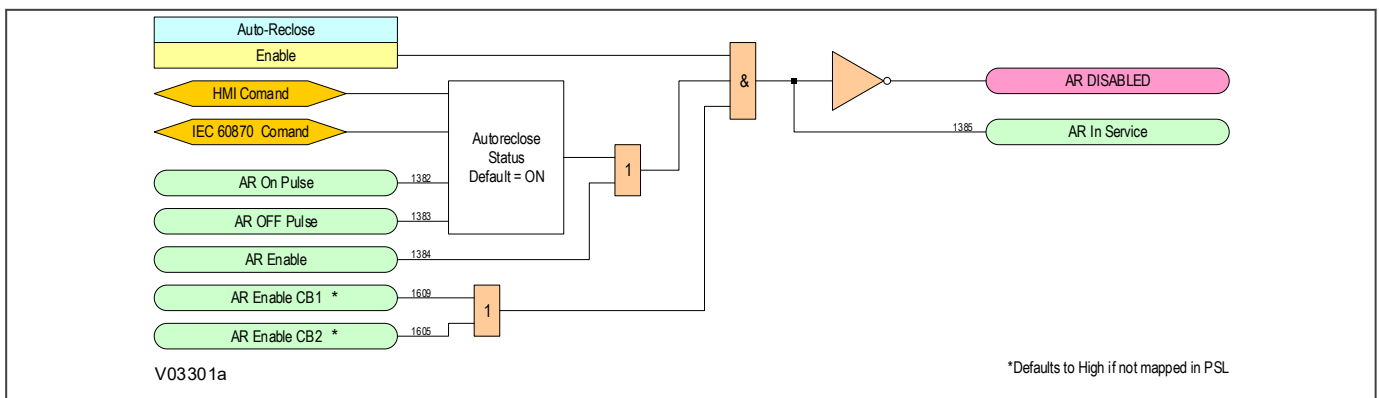 Auto-Reclose
Enable
HMI Comand
IEC 60870 Comand
Autoreclose
Status
Default = ON
AR On Pulse
1382
AR OFF Pulse
1383
AR Enable
1384
AR Enable CB1 *
1609
AR Enable CB2 *
1605
1
1
&
AR DISABLED
1385
AR In Service
V03301a
*Defaults to High if not mapped in PSL